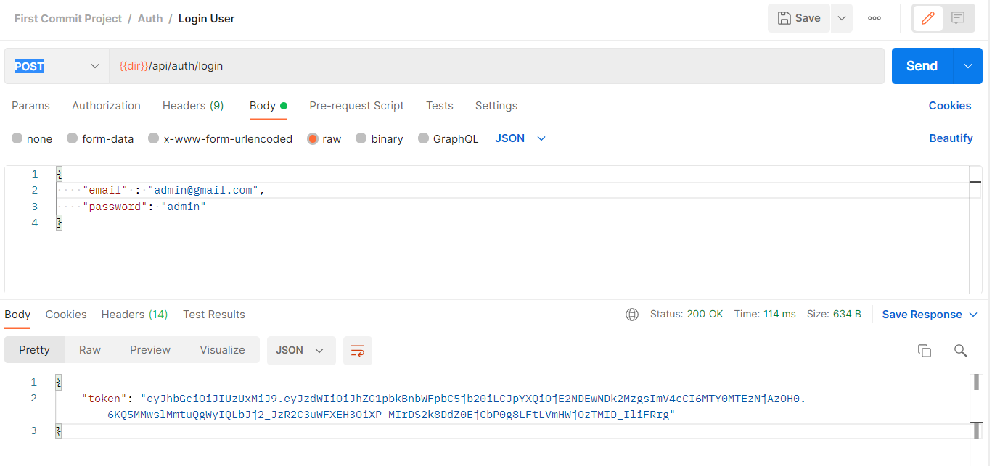 First Commit Project / Auth / Login User
Save
POST
{{dir}}/api/auth/login
Send
Params Authorization Headers (9) Body Pre-request Script Tests Settings Cookies
none form-data x-www-form-urlencoded raw binary GraphQL JSON Beautify
1 {
2 "email" : "admin@gmail.com",
3 "password": "admin"
4 }
Body Cookies Headers (14) Test Results Status: 200 OK Time: 114 ms Size: 634 B Save Response
Pretty Raw Preview Visualize JSON
1 {
2 "token": "eyJhbGciOiJIUzUxMiJ9.eyJzdWIiOiJhZG1pbkBnbWFpbC5jb20iLCJpYXQiOjE2NDEwNDk2MzgsImV4cCI6MTY0MTEzNjAzOH0.
6KQ5MMwslMmtuQgWyIQLbJj2_JzR2C3uWFXEH3OiXP-MIrDS2k8DdZ0EjCbP0g8LFtLVmHWjOzTMID_IliFRrg"
3 }